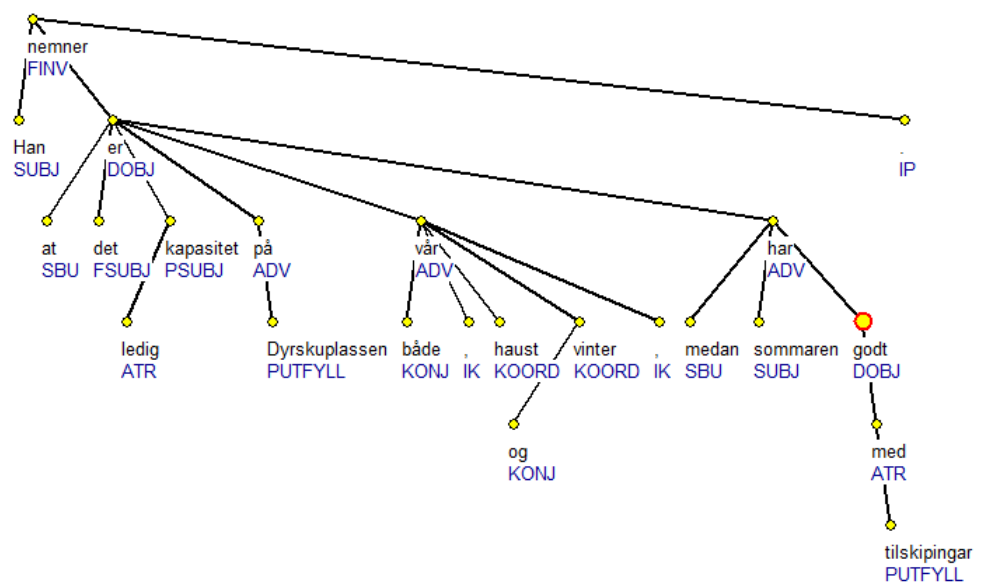 nemner
FINV
Han er .
SUBJ DOBJ IP
at det kapasitet på vår har
SBU FSUBJ PSUBJ ADV ADV ADV
ledig Dyrskuplassen både , haust vinter , medan sommaren godt
ATR PUTFYLL KONJ IK KOORD KOORD IK SBU SUBJ DOBJ
og med
KONJ ATR
tilskipingar
PUTFYLL